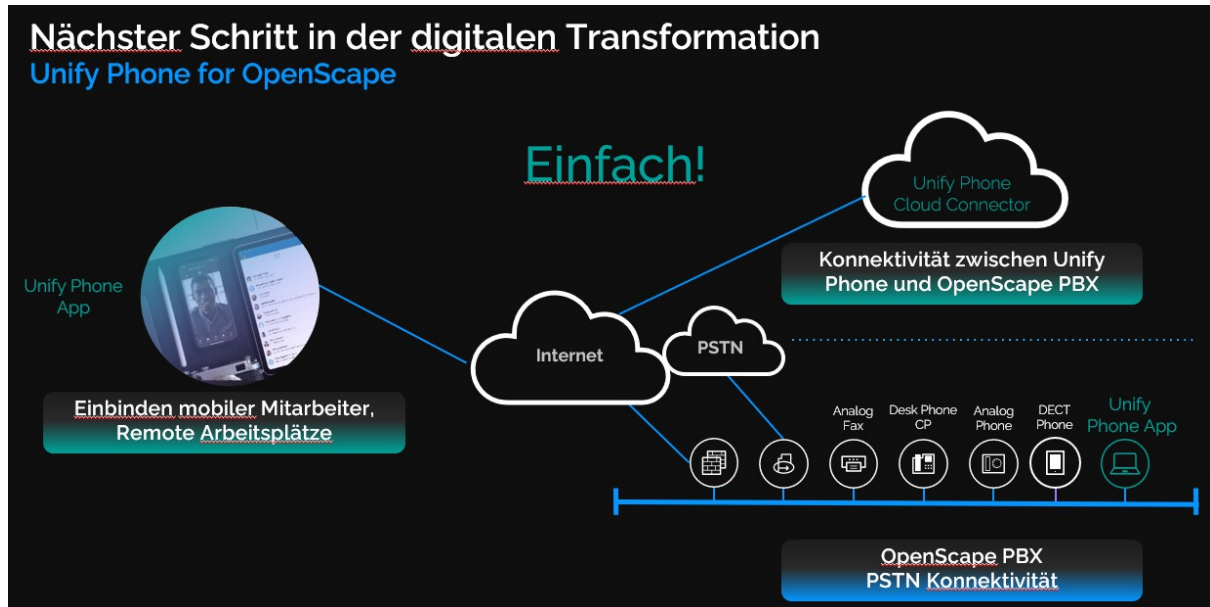 Nächster Schritt in der digitalen Transformation
Unify Phone for OpenScape
Einfach!
Unify Phone
Cloud Connector
Konnektivität zwischen Unify
Phone und OpenScape PBX
Unify Phone
App
Internet
PSTN
Einbinden mobiler Mitarbeiter,
Remote Arbeitsplätze
Analog
Fax
Desk Phone
CP
Analog
Phone
DECT
Phone
Unify
Phone App
OpenScape PBX
PSTN Konnektivität